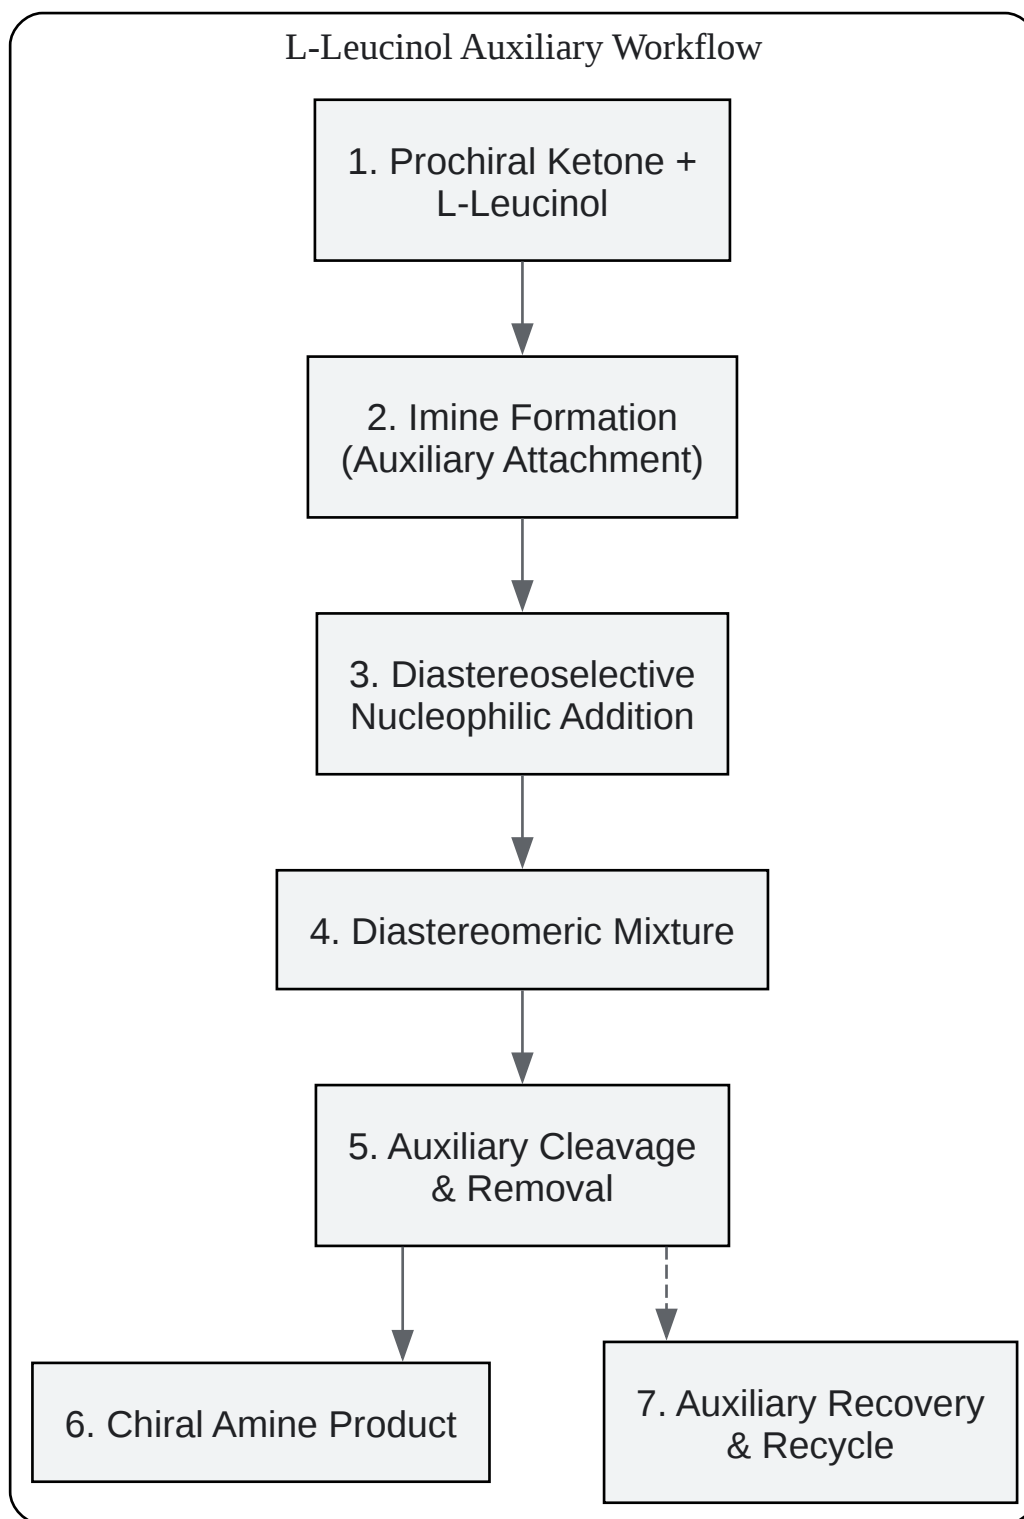 L-Leucinol Auxiliary Workflow
1. Prochiral Ketone +
L-Leucinol
2. Imine Formation
(Auxiliary Attachment)
3. Diastereoselective
Nucleophilic Addition
4. Diastereomeric Mixture
5. Auxiliary Cleavage
& Removal
6. Chiral Amine Product
7. Auxiliary Recovery
& Recycle